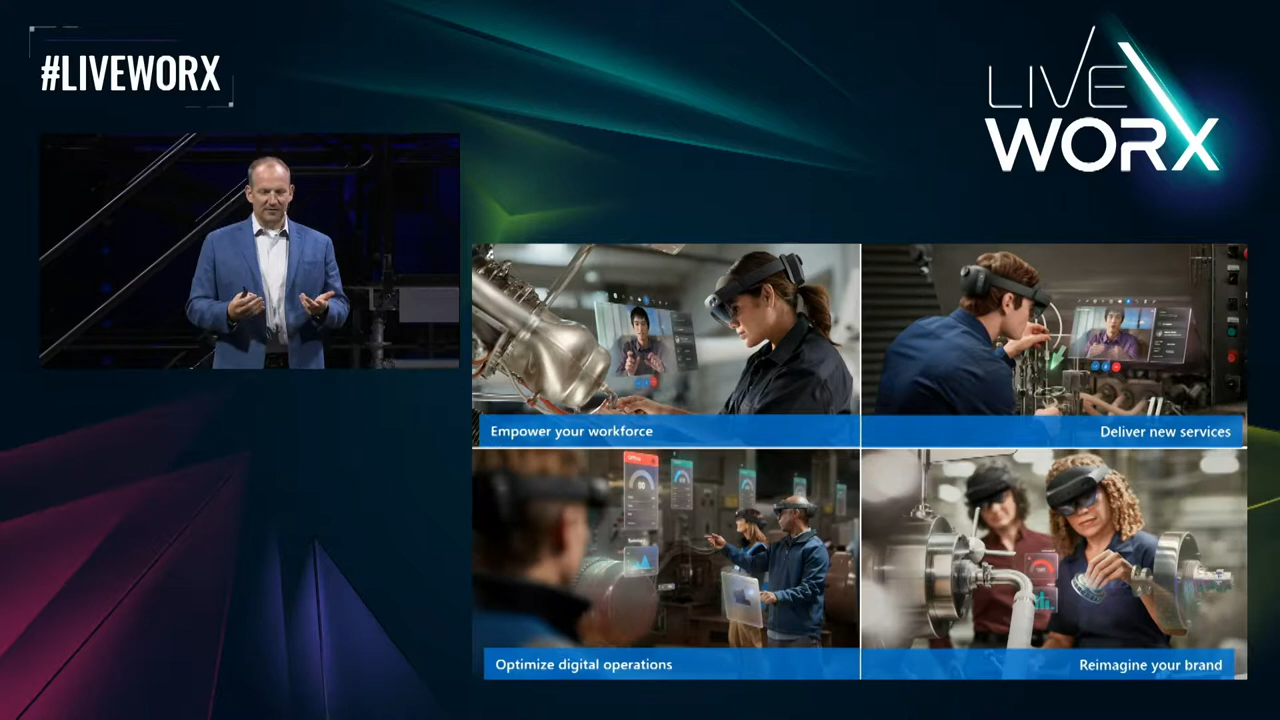 #LIVEWORX
LIVE
WORX
Empower your workforce
Deliver new services
Optimize digital operations
Reimagine your brand